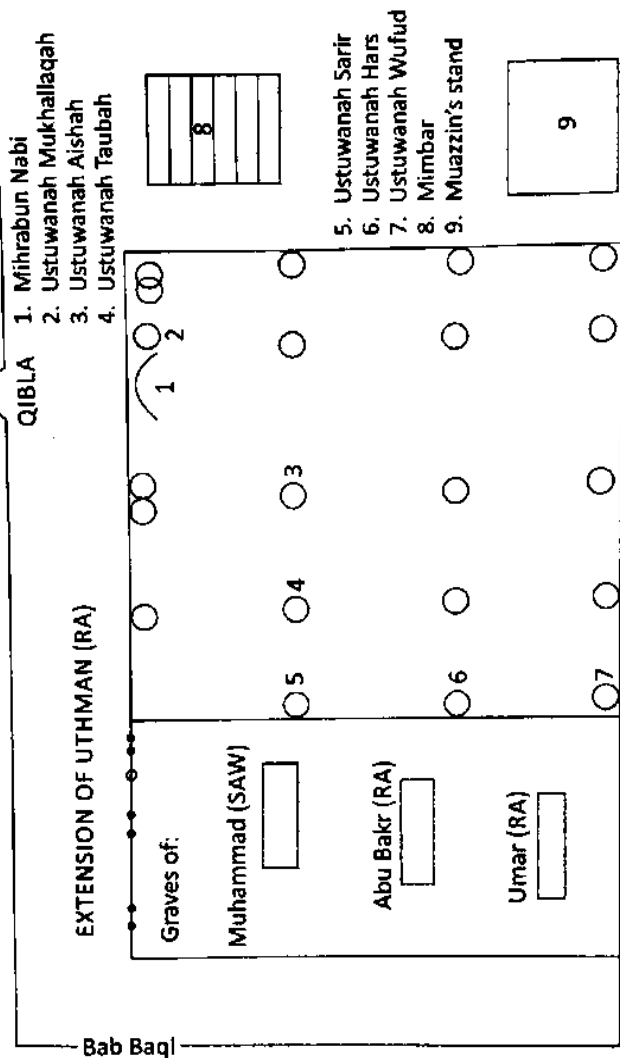 QIBLA
1. Mihrabun Nabi
2. Ustuwanah Mukhallaqah
3. Ustuwanah Aishah
4. Ustuwanah Taubah
EXTENSION OF UTHMAN (RA)
8
2
1
Graves of:
Muhammad (SAW)
5
4
3
5. Ustuwanah Sarir
6. Ustuwanah Hars
7. Ustuwanah Wufud
8. Mimbar
9. Muazzin's stand
Abu Bakr (RA)
6
Umar (RA)
7
9
Bab Baqi